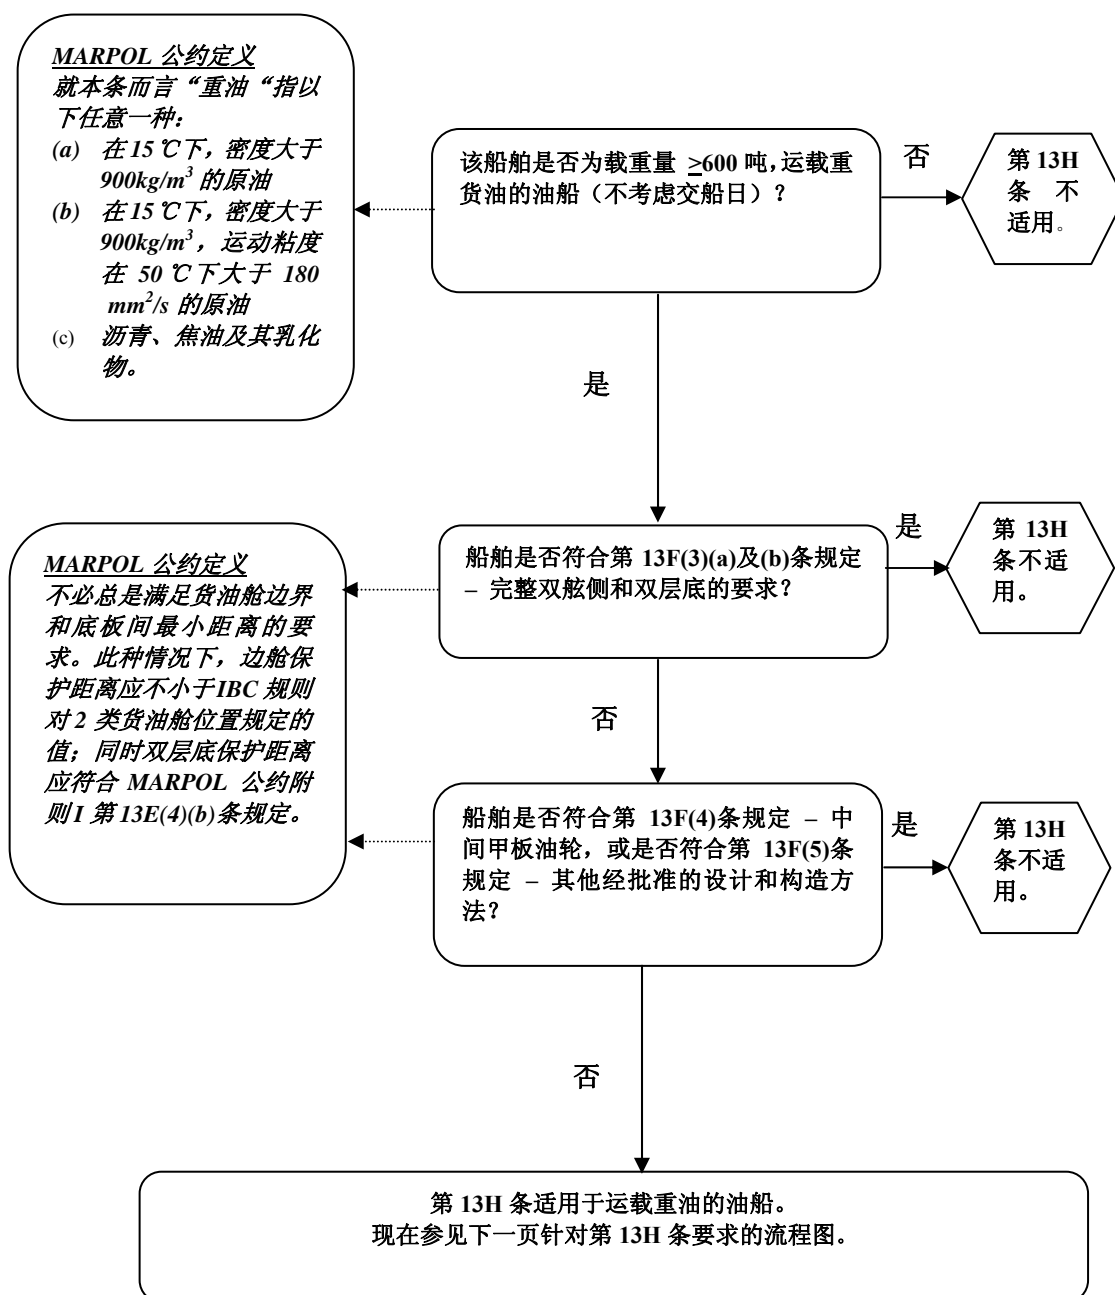 MARPOL 公约定义
就本条而言“重油“指以
下任意一种：
(a) 在15℃下，密度大于
900kg/m³ 的原油
(b) 在15℃下，密度大于
900kg/m³，运动粘度
在 50℃下大于 180
mm²/s 的原油
(c) 沥青、焦油及其乳化
物。
该船舶是否为载重量 ≥600 吨，运载重
货油的油船（不考虑交船日）？
否
第 13H
条 不
适用。
是
MARPOL 公约定义
不必总是满足货油舱边界
和底板间最小距离的要
求。此种情况下，边舱保
护距离应不小于IBC 规则
对 2 类货油舱位置规定的
值；同时双层底保护距离
应符合 MARPOL 公约附
则 I 第13E(4)(b)条规定。
船舶是否符合第 13F(3)(a)及(b)条规定
– 完整双舷侧和双层底的要求？
是
第 13H
条不适
用。
否
船舶是否符合第 13F(4)条规定 – 中
间甲板油轮，或是否符合第 13F(5)条
规定 – 其他经批准的设计和构造方
法？
是
第 13H
条不适
用。
否
第 13H 条适用于运载重油的油船。
现在参见下一页针对第 13H 条要求的流程图。